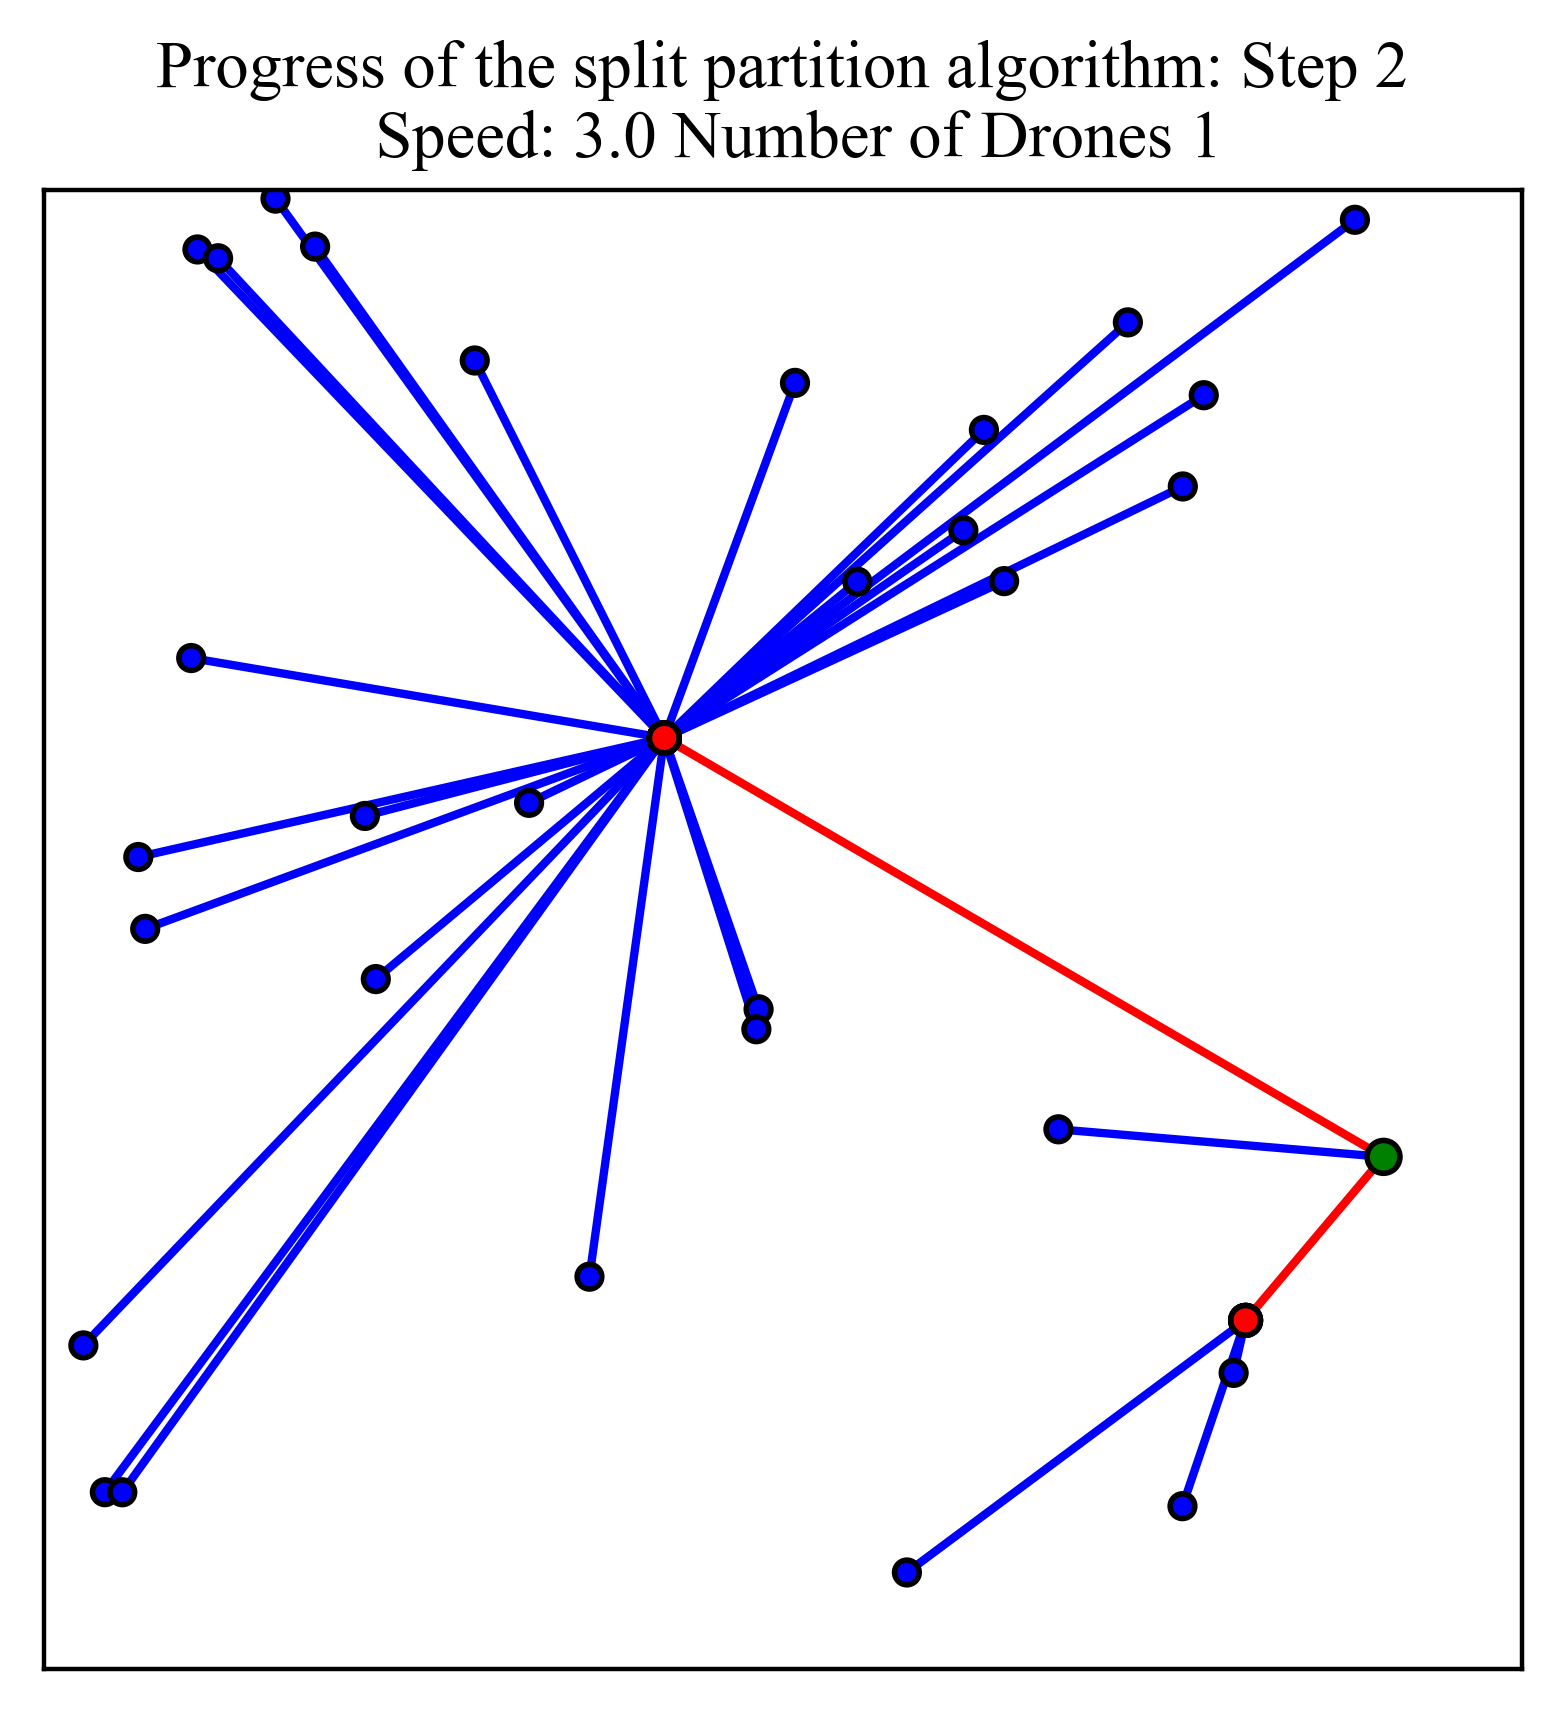 Progress of the split partition algorithm: Step 2
Speed: 3.0 Number of Drones 1